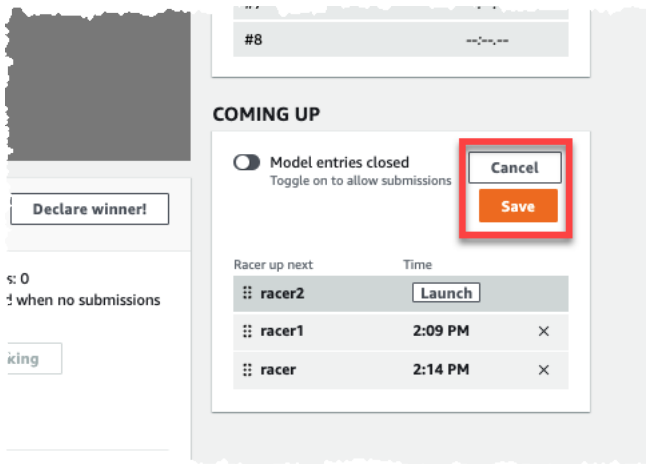 #8 --:--.--
COMING UP
Model entries closed
Toggle on to allow submissions
Cancel
Save
Declare winner!
s: 0
when no submissions
king
Racer up next Time
racer2 Launch
racer1 2:09 PM ×
racer 2:14 PM ×